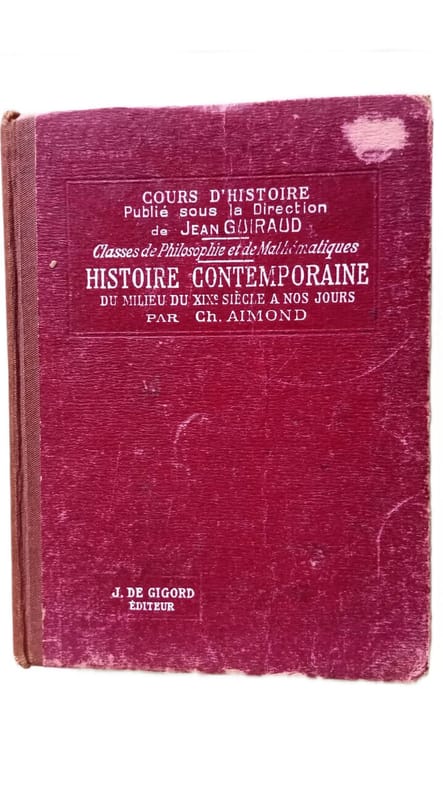 COURS D'HISTOIRE
Publié sous la Direction
de JEAN GUIRAUD
Classes de Philosophie et de Mathématiques
HISTOIRE CONTEMPORAINE
DU MILIEU DU XIXE SIÈCLE A NOS JOURS
PAR Ch. AIMOND
J. DE GIGORD
ÉDITEUR